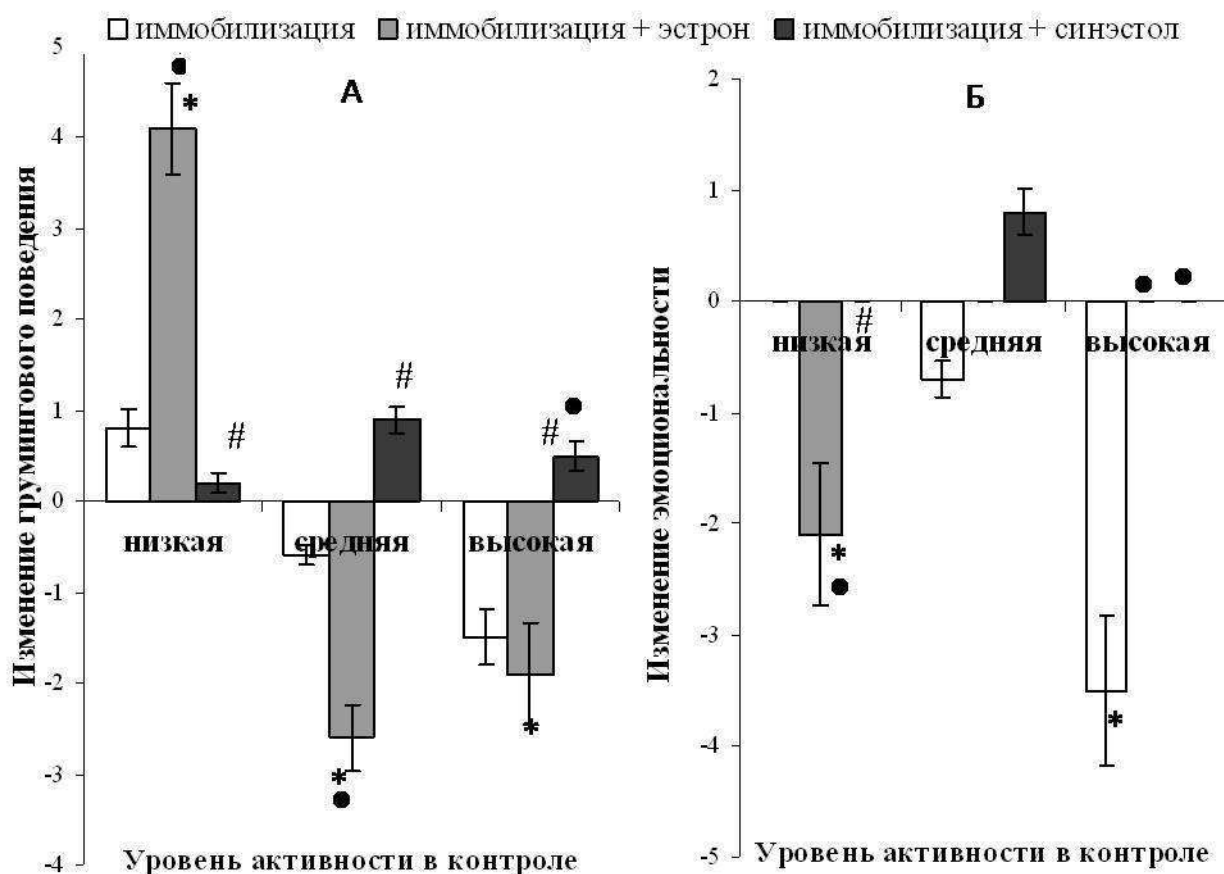 иммобилизация иммобилизация + эстрон иммобилизация + синэстол
А
Изменение грумингового поведения
5
4
3
2
1
0
-1
-2
-3
-4
● * # # # ● * ● *
низкая средняя высокая
Уровень активности в контроле
Б
Изменение эмоциональности
2
1
0
-1
-2
-3
-4
-5
● ● # * ● *
низкая средняя высокая
Уровень активности в контроле